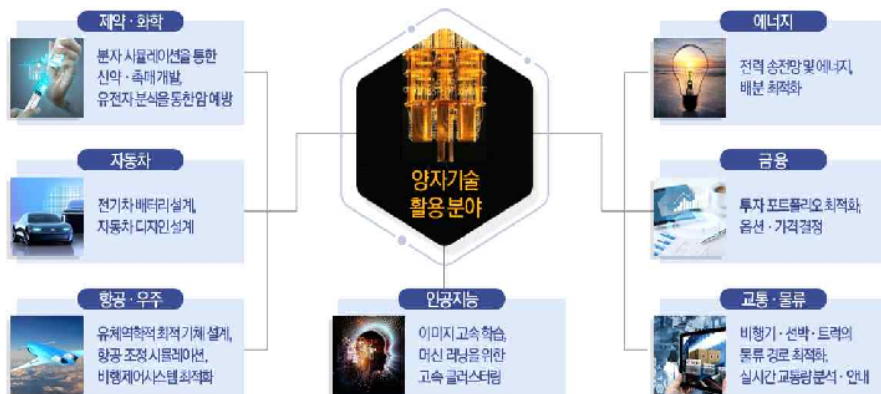 제약·화학
분자 시뮬레이션을 통한
신약·촉매 개발,
유전자 분석을 통한 암 예방
자동차
전기차 배터리 설계,
자동차 디자인 설계
항공·우주
유체역학적 최적 기체 설계,
항공 조정 시뮬레이션,
비행제어시스템 최적화
양자기술
활용 분야
인공지능
이미지 고속 학습,
머신 러닝을 위한
고속 클러스터링
에너지
전력 송전망 및 에너지,
배분 최적화
금융
투자 포트폴리오 최적화,
옵션·가격 결정
교통·물류
비행기·선박·트럭의
물류 경로 최적화,
실시간 교통량 분석·안내